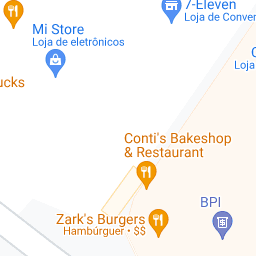 7-Eleven
Loja de Conver
Mi Store
Loja de eletrônicos
Loja
ucks
Conti's Bakeshop
& Restaurant
BPI
Zark's Burgers
Hambúrguer • $$